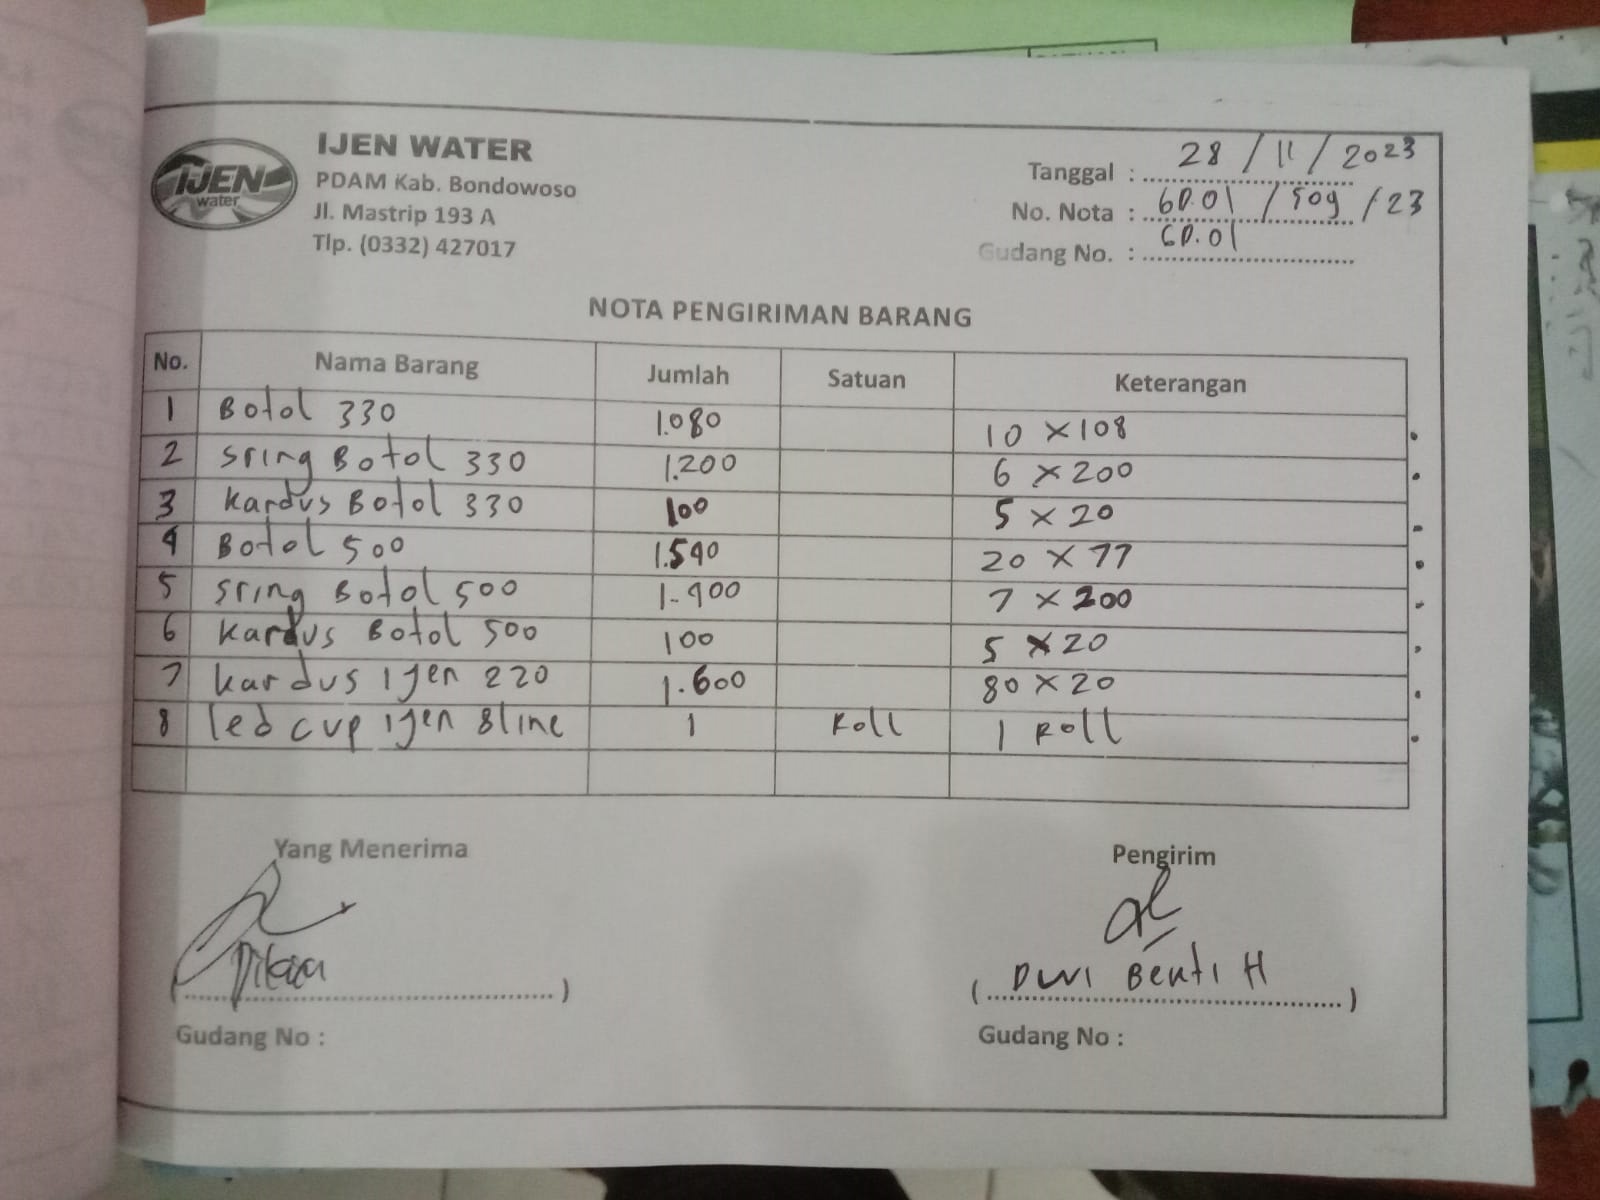 IJEN
water
IJEN WATER
PDAM Kab. Bondowoso
Jl. Mastrip 193 A
Tlp. (0332) 427017
Tanggal : 28 / 11 / 2023
No. Nota : GD.01 / 509 / 23
Gudang No. : GD.01
NOTA PENGIRIMAN BARANG
No. Nama Barang Jumlah Satuan Keterangan
1 Botol 330 1.080 10 x 108
2 sring Botol 330 1.200 6 x 200
3 kardus Botol 330 100 5 x 20
4 Botol 500 1.540 20 x 77
5 sring Botol 500 1.400 7 x 200
6 kardus Botol 500 100 5 x 20
7 kardus Ijen 220 1.600 80 x 20
8 led cup ijen 8line 1 Roll 1 Roll
Yang Menerima Pengirim
( ) ( DWI Benti H )
Gudang No : Gudang No :